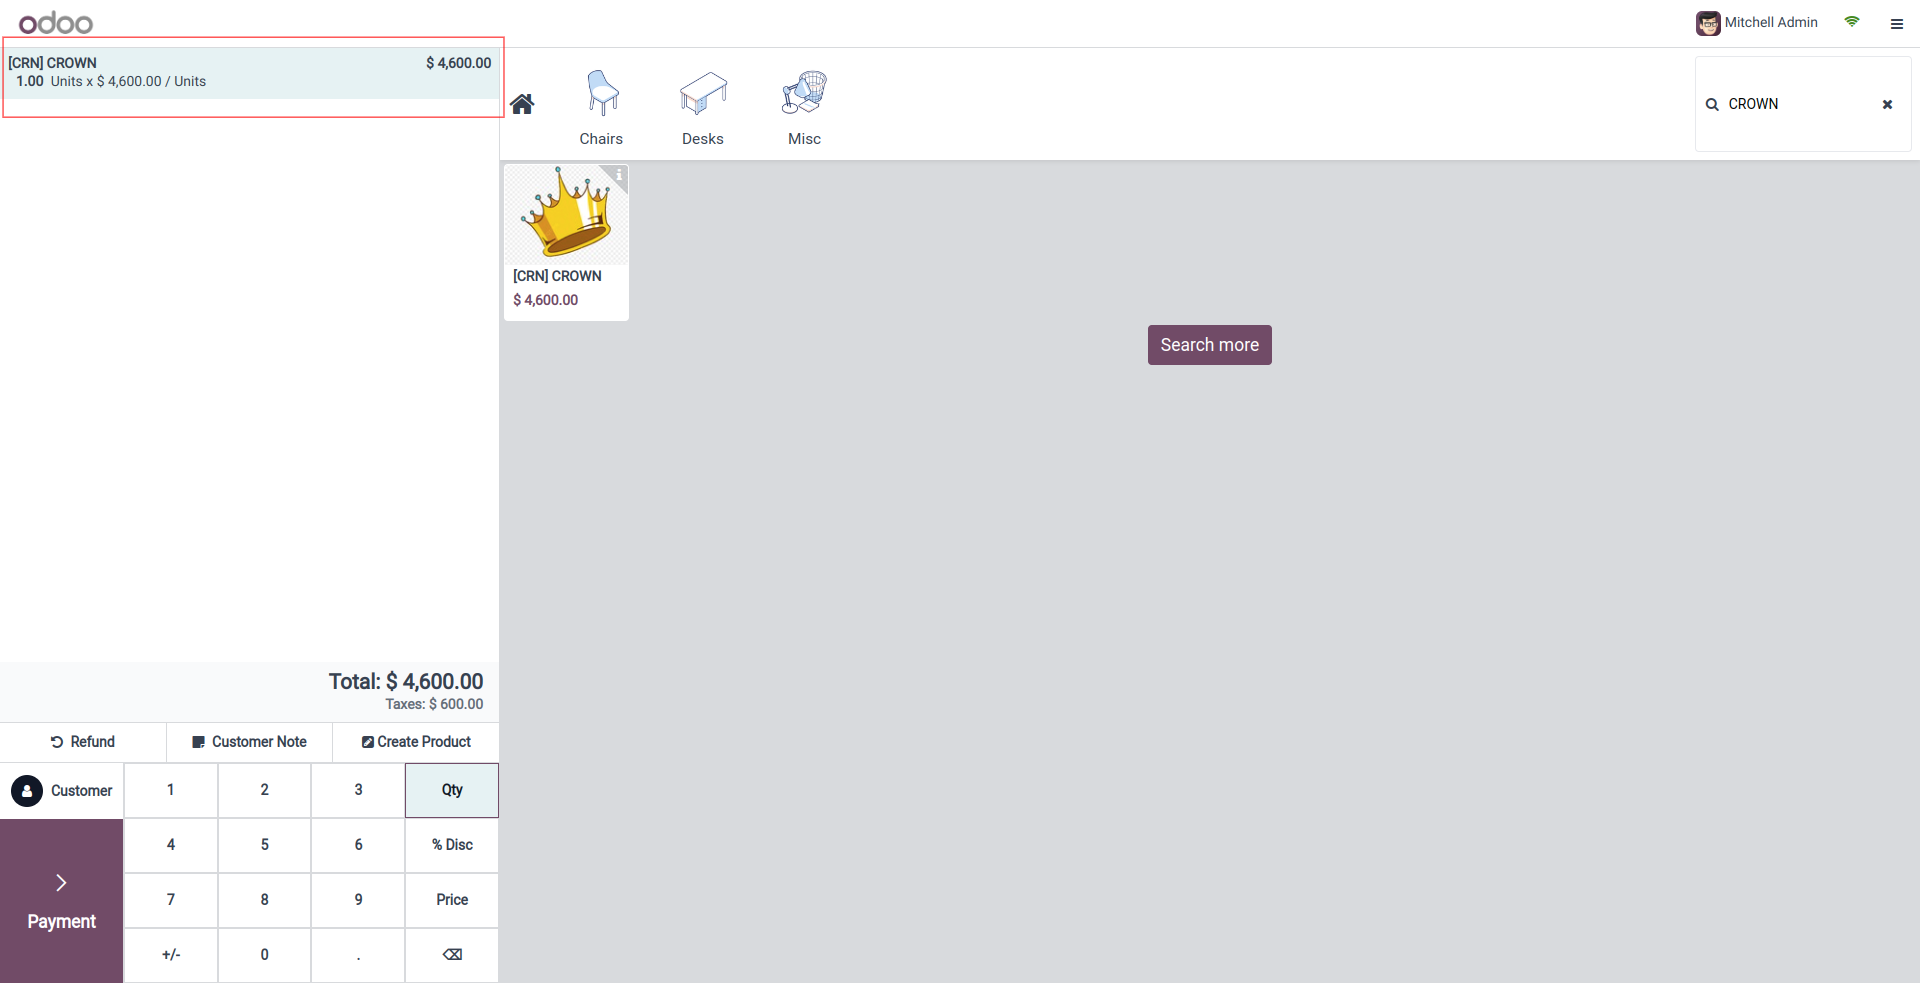 odoo
Mitchell Admin
[CRN] CROWN $ 4,600.00
1.00 Units x $ 4,600.00 / Units
Chairs
Desks
Misc
CROWN
[CRN] CROWN
$ 4,600.00
Search more
Total: $ 4,600.00
Taxes: $ 600.00
Refund Customer Note Create Product
Customer 1 2 3 Qty
4 5 6 % Disc
7 8 9 Price
Payment
+/- 0 .